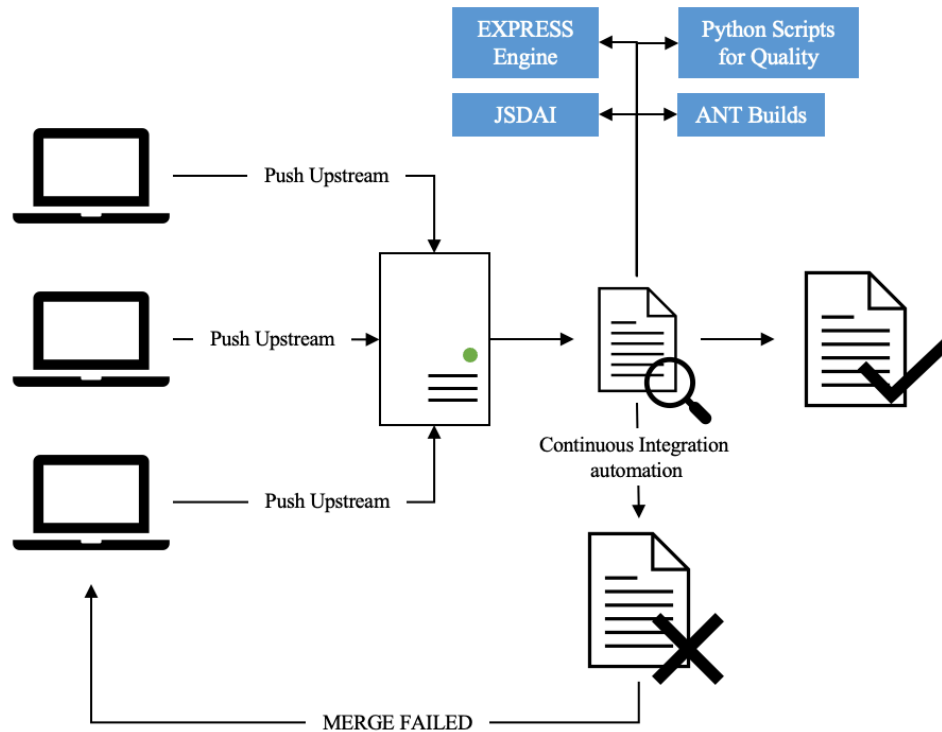 EXPRESS
Engine
Python Scripts
for Quality
JSDAI
ANT Builds
Push Upstream
Push Upstream
Push Upstream
Continuous Integration
automation
MERGE FAILED